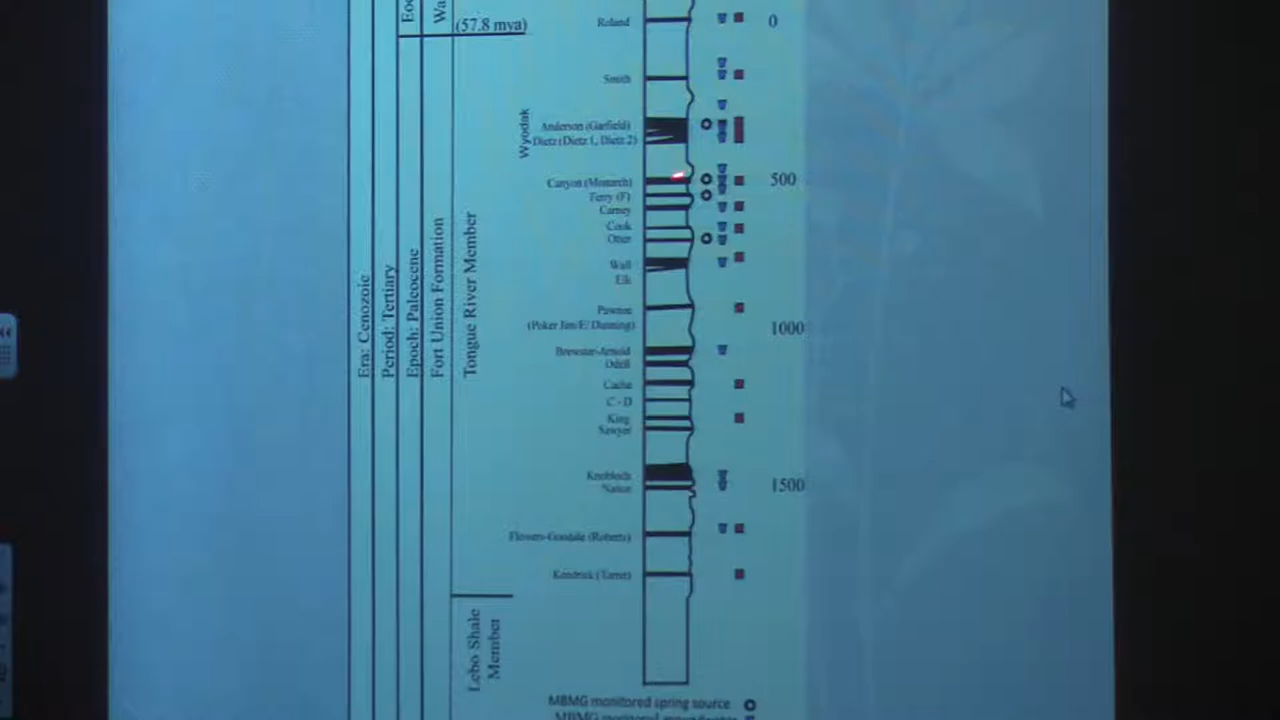 Era: Cenozoic
Period: Tertiary
Epoch: Paleocene
Fort Union Formation
Tongue River Member
Lebo Shale
Member
(57.8 mya)
Wyodak
Roland
Smith
Anderson (Garfield)
Dietz (Dietz 1, Dietz 2)
Canyon (Monarch)
Ferry (F)
Carney
Cook
Otter
Wall
Elk
Pawnee
(Poker Jim/E/ Dunning)
Brewster-Arnold
Odell
Cache
C - D
King
Sawyer
Knobloch
Nance
Flowers-Goodale (Roberts)
Kendrick
0
500
1000
1500
MBMG monitored spring source